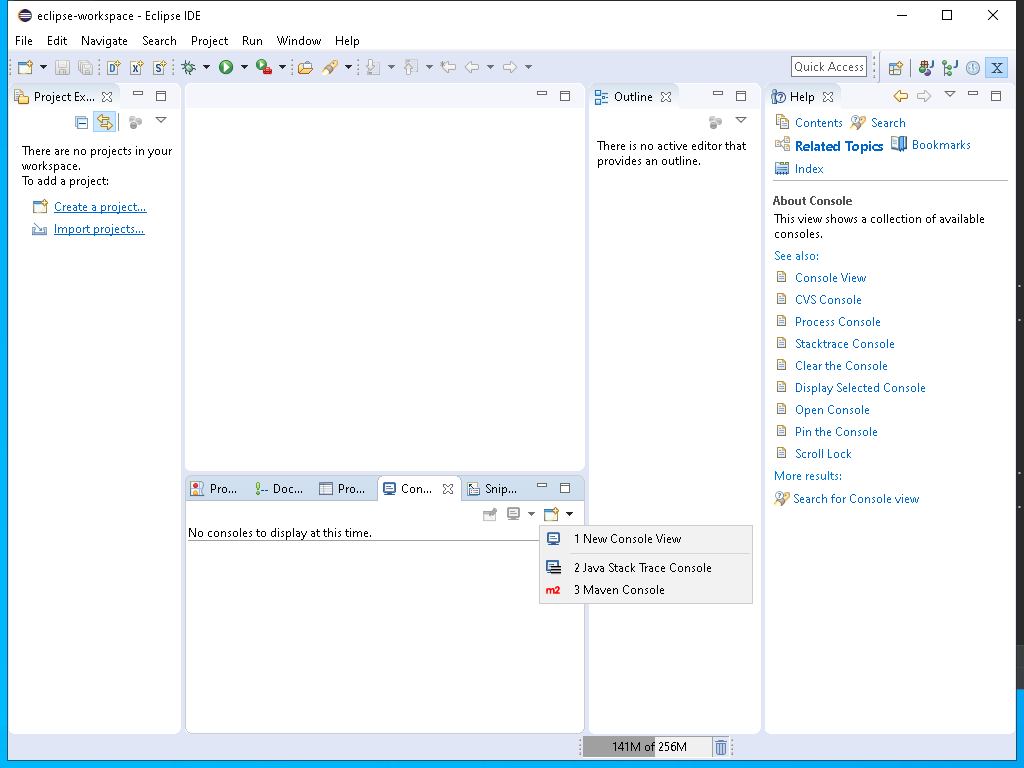 eclipse-workspace - Eclipse IDE
File Edit Navigate Search Project Run Window Help
Quick Access
Project Ex...
There are no projects in your
workspace.
To add a project:
Create a project...
Import projects...
Outline
There is no active editor that
provides an outline.
Help
Contents Search
Related Topics Bookmarks
Index
About Console
This view shows a collection of available
consoles.
See also:
Console View
CVS Console
Process Console
Stacktrace Console
Clear the Console
Display Selected Console
Open Console
Pin the Console
Scroll Lock
More results:
Search for Console view
Pro... Doc... Pro... Con... Snip...
No consoles to display at this time.
1 New Console View
2 Java Stack Trace Console
m2 3 Maven Console
141M of 256M